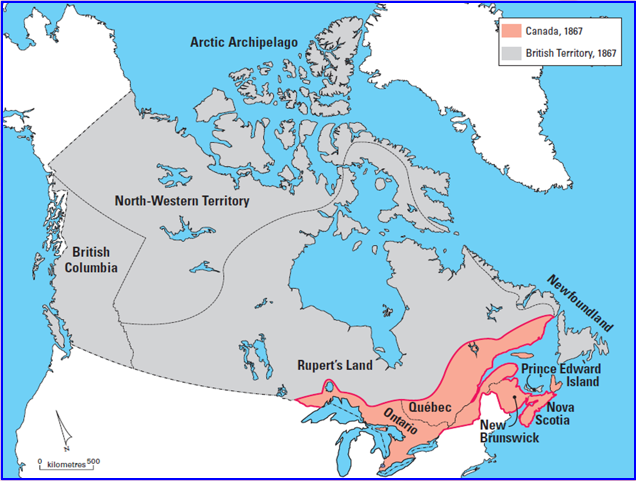 Canada, 1867
British Territory, 1867
Arctic Archipelago
North-Western Territory
British
Columbia
Newfoundland
Rupert's Land
Prince Edward
Island
Québec
Ontario
Nova
Scotia
New
Brunswick
N
0 kilometres 500